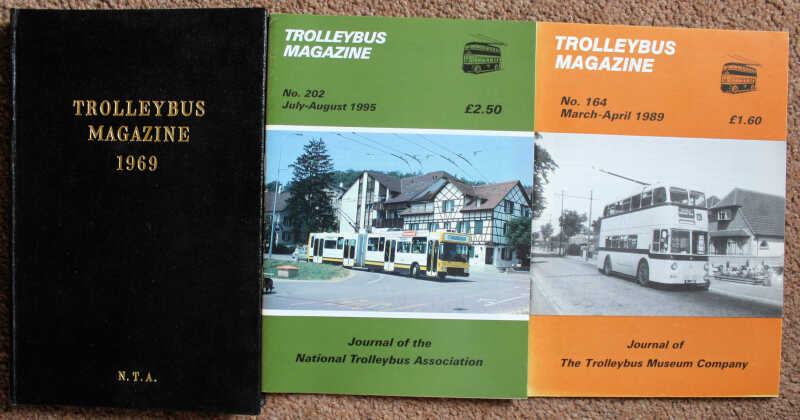 TROLLEYBUS
MAGAZINE
1969
N.T.A.
TROLLEYBUS
MAGAZINE
No. 202
July-August 1995
£2.50
Journal of the
National Trolleybus Association
TROLLEYBUS
MAGAZINE
No. 164
March-April 1989
£1.60
Journal of
The Trolleybus Museum Company